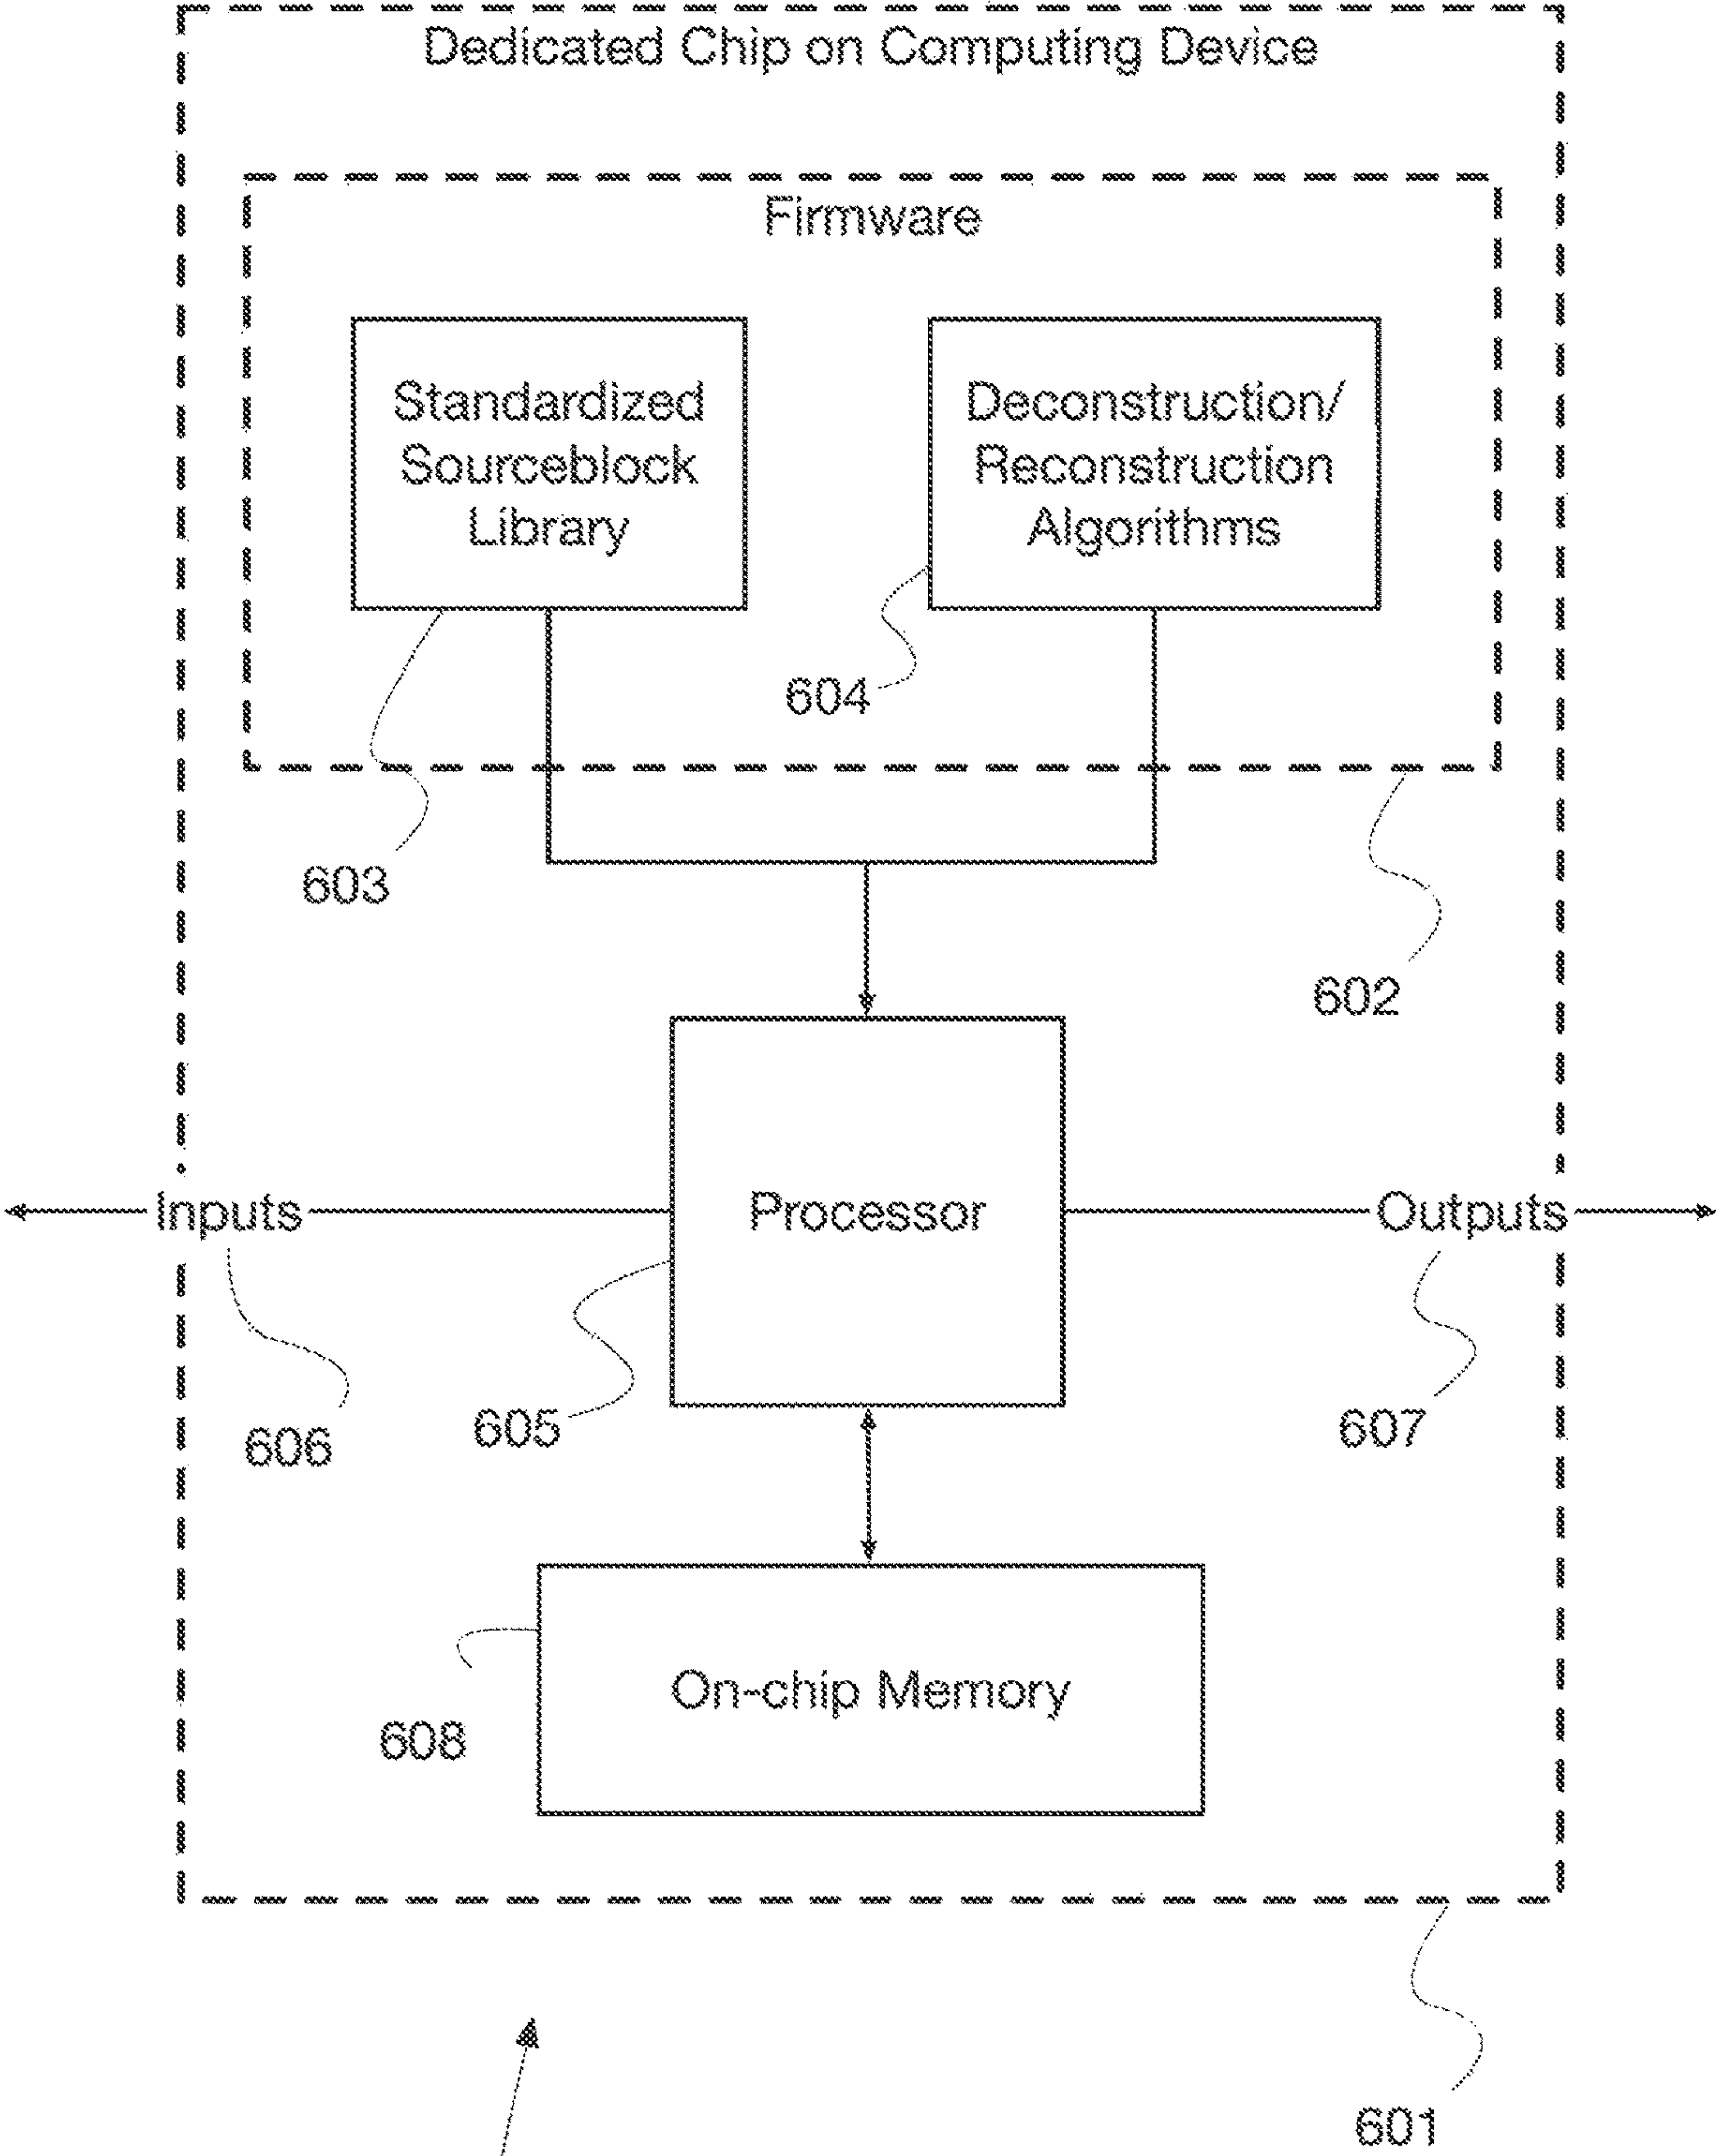 Dedicated Chip on Computing Device
Firmware
Standardized
Sourceblock
Library
Deconstruction/
Reconstruction
Algorithms
604
603
602
Inputs
Processor
Outputs
606
605
607
On-chip Memory
608
601